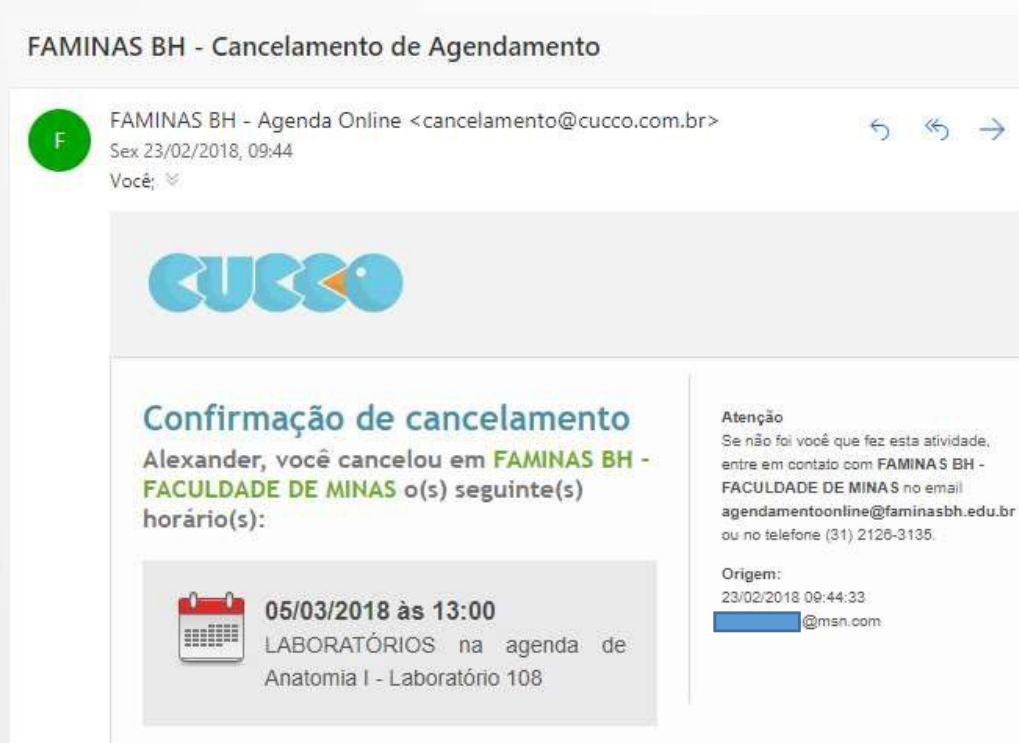 FAMINAS BH - Cancelamento de Agendamento
F
FAMINAS BH - Agenda Online <cancelamento@cucco.com.br>
Sex 23/02/2018, 09:44
Você;
CUCCO
Confirmação de cancelamento
Alexander, você cancelou em FAMINAS BH -
FACULDADE DE MINAS o(s) seguinte(s)
horário(s):
05/03/2018 às 13:00
LABORATÓRIOS na agenda de
Anatomia I - Laboratório 108
Atenção
Se não foi você que fez esta atividade,
entre em contato com FAMINAS BH -
FACULDADE DE MINAS no email
agendamentoonline@faminasbh.edu.br
ou no telefone (31) 2126-3135.
Origem:
23/02/2018 09:44:33
@msn.com